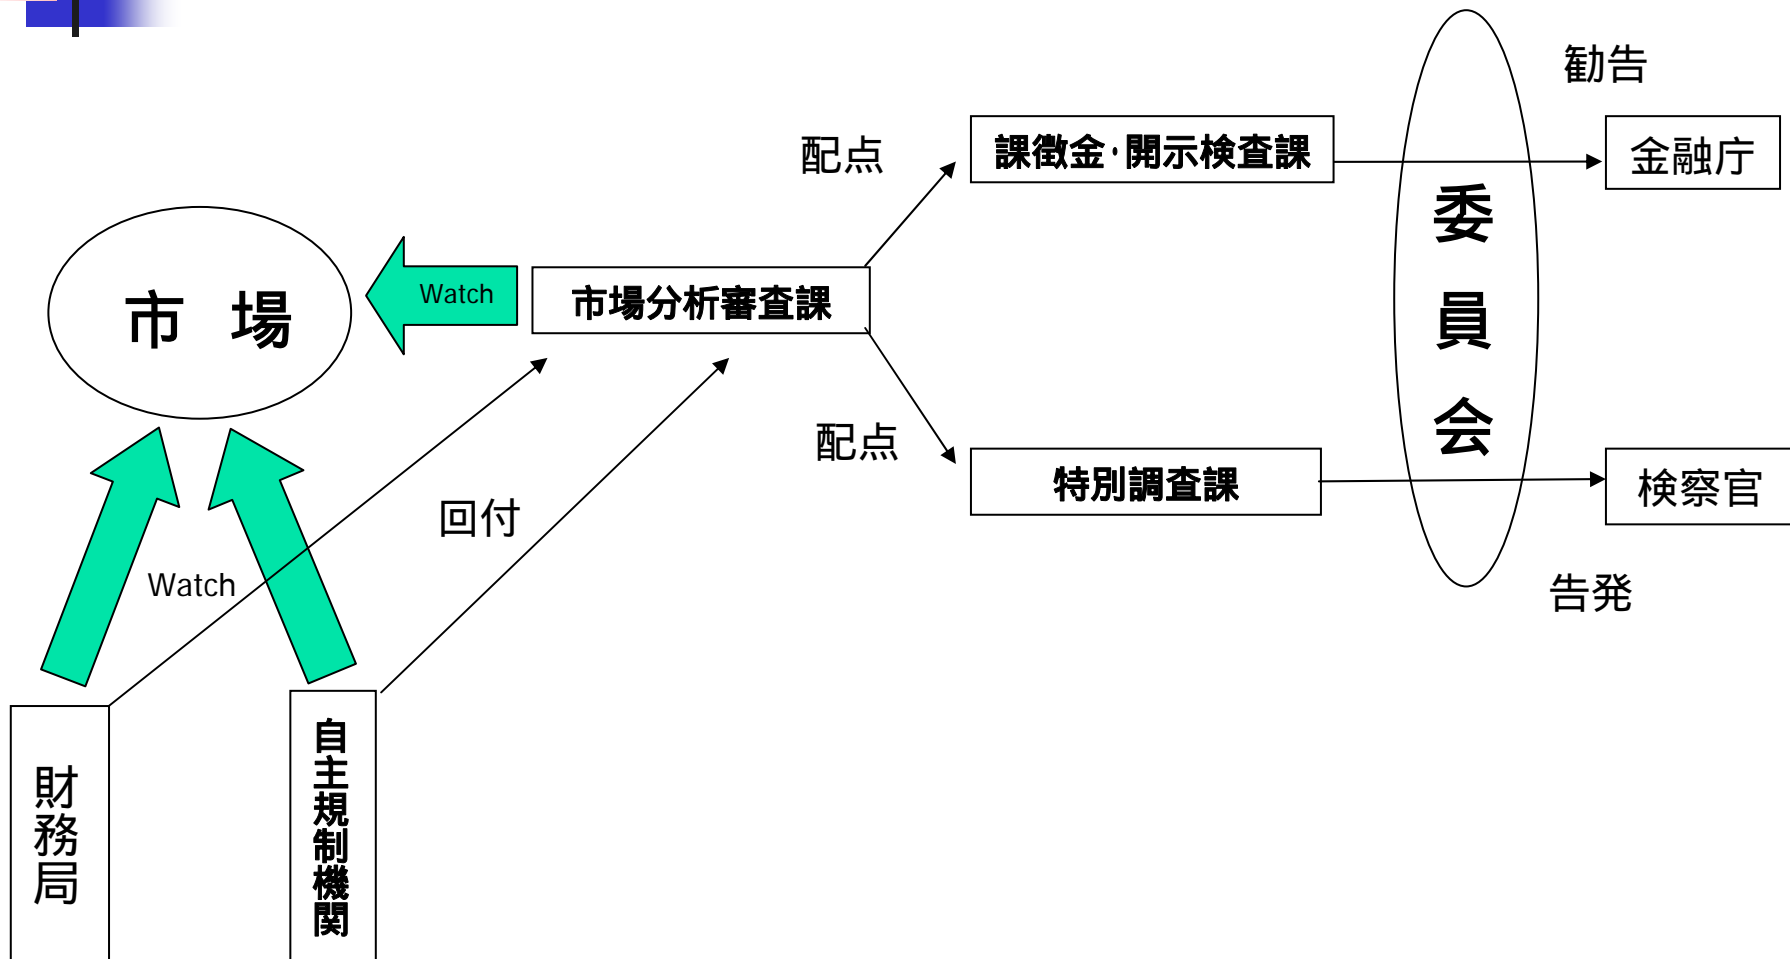 勧告
配点
課徴金・開示検査課
金融庁
委員会
市 場
Watch
市場分析審査課
配点
特別調査課
検察官
回付
Watch
告発
財務局
自主規制機関